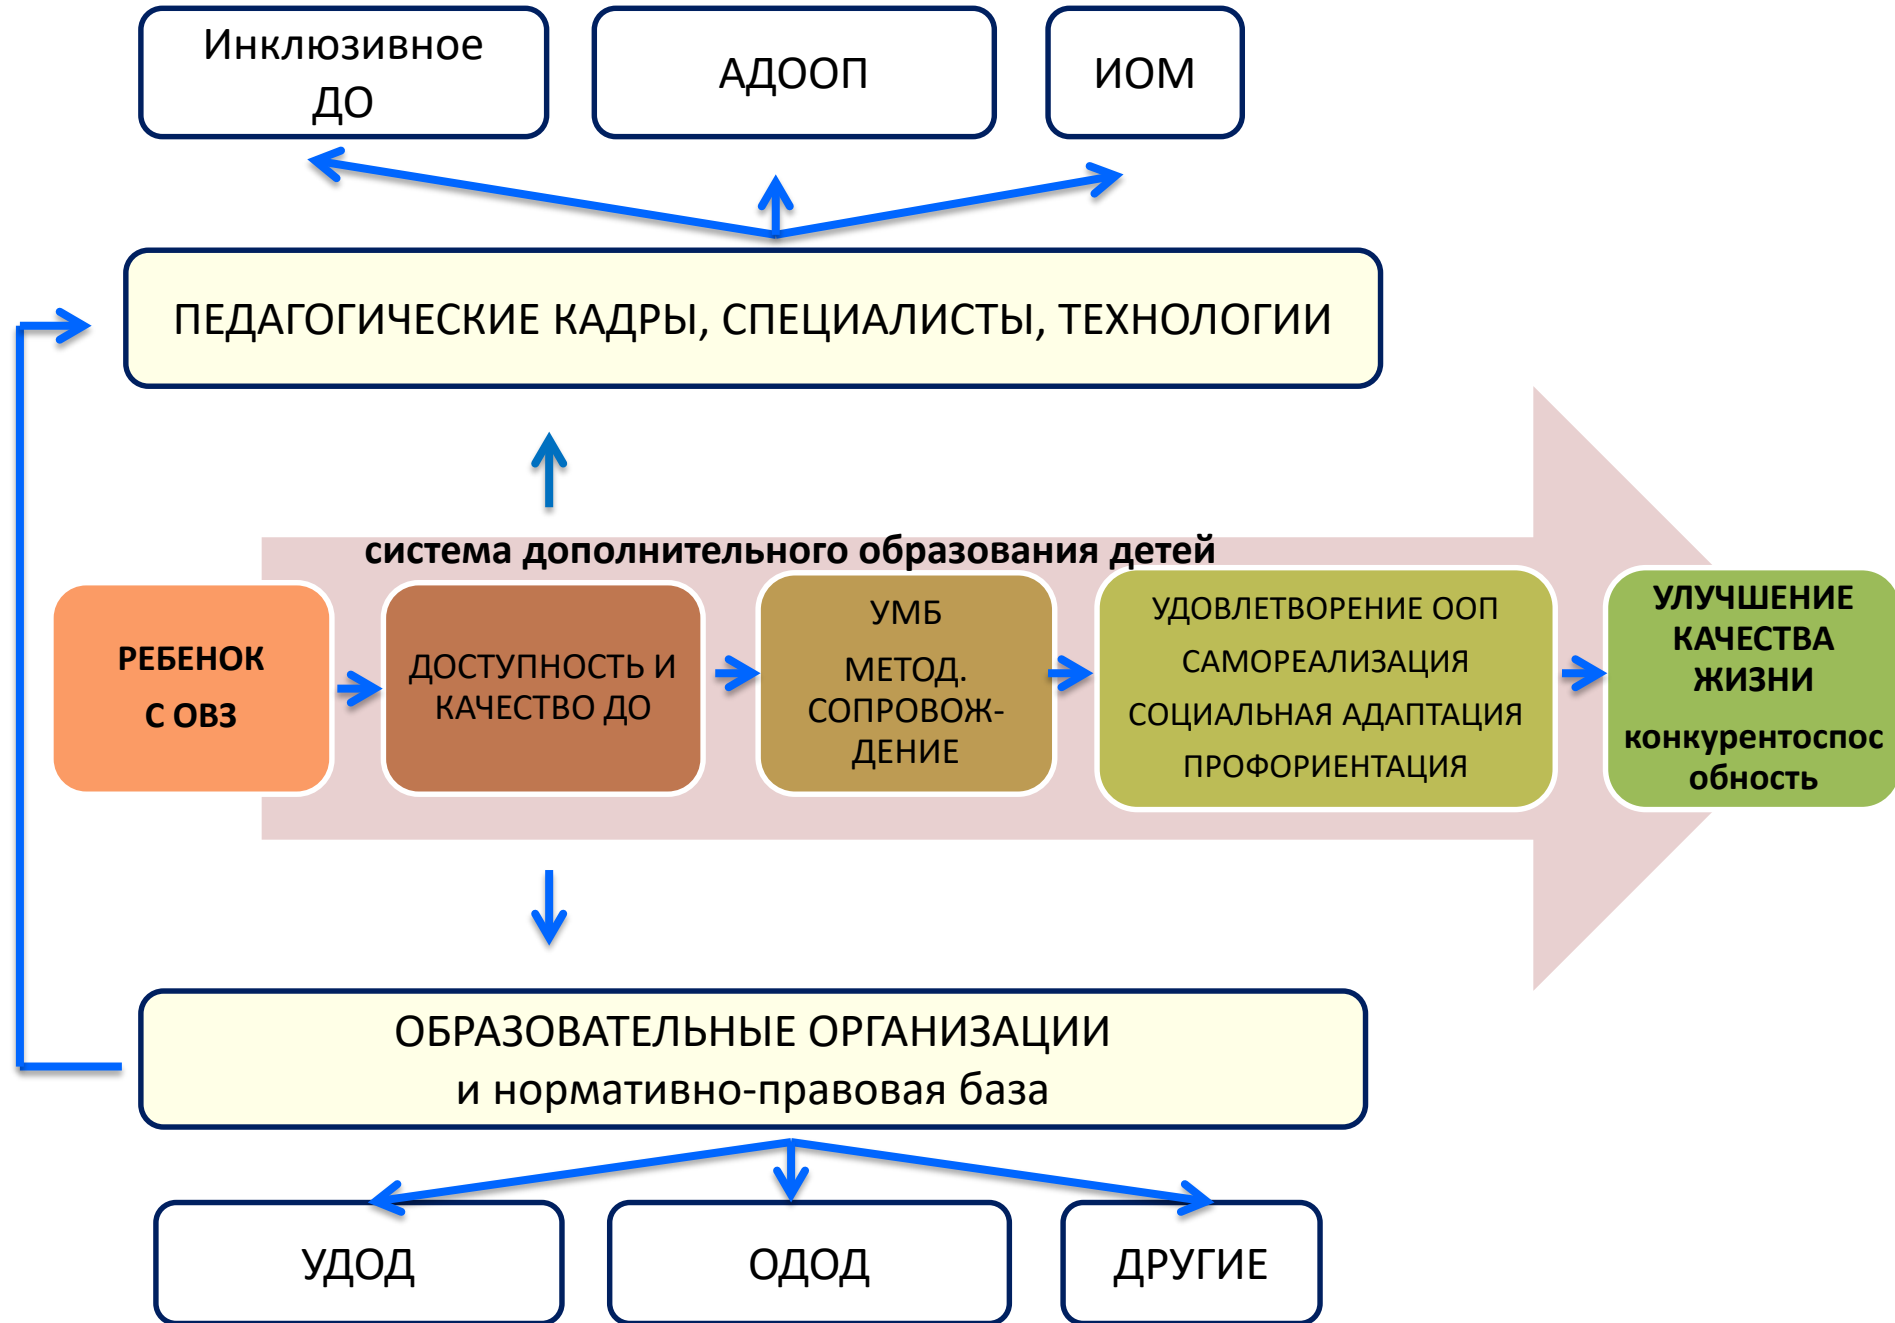 Инклюзивное
ДО
АДООП
ИОМ
ПЕДАГОГИЧЕСКИЕ КАДРЫ, СПЕЦИАЛИСТЫ, ТЕХНОЛОГИИ
система дополнительного образования детей
РЕБЕНОК
С ОВЗ
ДОСТУПНОСТЬ И
КАЧЕСТВО ДО
УМБ
МЕТОД.
СОПРОВОЖ-
ДЕНИЕ
УДОВЛЕТВОРЕНИЕ ООП
САМОРЕАЛИЗАЦИЯ
СОЦИАЛЬНАЯ АДАПТАЦИЯ
ПРОФОРИЕНТАЦИЯ
УЛУЧШЕНИЕ
КАЧЕСТВА
ЖИЗНИ
конкурентоспос
обность
ОБРАЗОВАТЕЛЬНЫЕ ОРГАНИЗАЦИИ
и нормативно-правовая база
УДОД
ОДОД
ДРУГИЕ